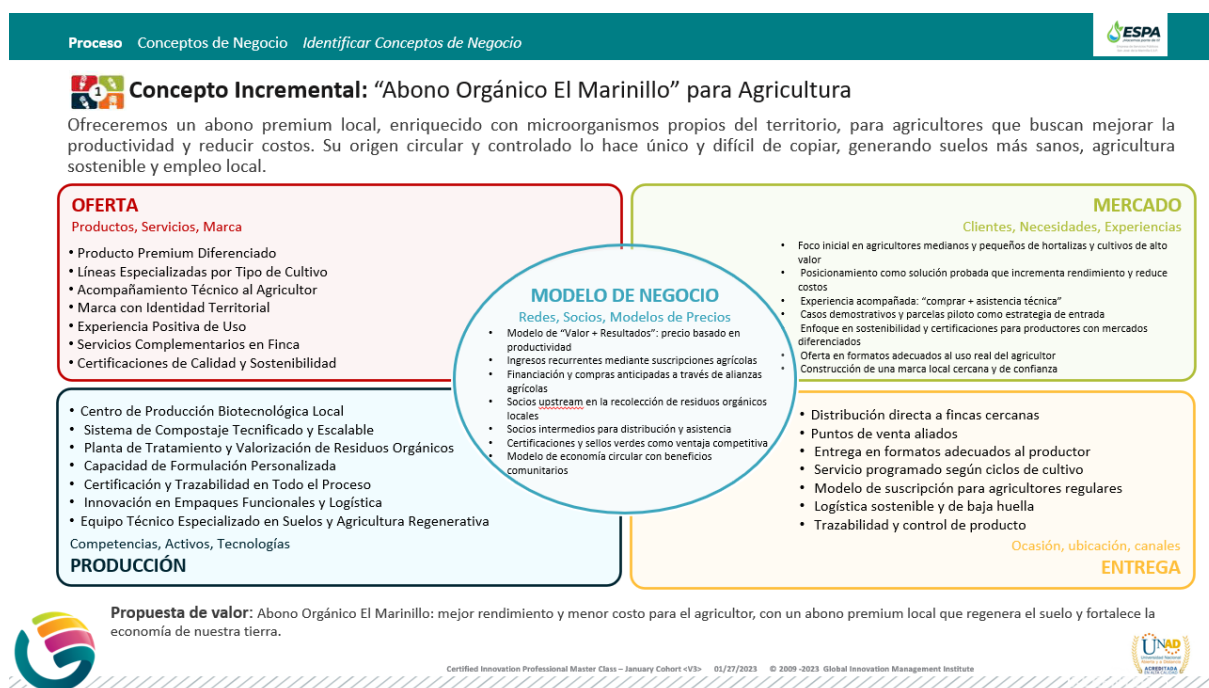 Proceso Conceptos de Negocio Identificar Conceptos de Negocio
ESPA
1
Concepto Incremental: “Abono Orgánico El Marinillo” para Agricultura
Ofreceremos un abono premium local, enriquecido con microorganismos propios del territorio, para agricultores que buscan mejorar la
productividad y reducir costos. Su origen circular y controlado lo hace único y difícil de copiar, generando suelos más sanos, agricultura
sostenible y empleo local.
OFERTA
Productos, Servicios, Marca
• Producto Premium Diferenciado
• Líneas Especializadas por Tipo de Cultivo
• Acompañamiento Técnico al Agricultor
• Marca con Identidad Territorial
• Experiencia Positiva de Uso
• Servicios Complementarios en Finca
• Certificaciones de Calidad y Sostenibilidad
MERCADO
Clientes, Necesidades, Experiencias
• Foco inicial en agricultores medianos y pequeños de hortalizas y cultivos de alto
valor
• Posicionamiento como solución probada que incrementa rendimiento y reduce
costos
• Experiencia acompañada: “comprar + asistencia técnica”
• Casos demostrativos y parcelas piloto como estrategia de entrada
• Enfoque en sostenibilidad y certificaciones para productores con mercados
diferenciados
• Oferta en formatos adecuados al uso real del agricultor
• Construcción de una marca local cercana y de confianza
MODELO DE NEGOCIO
Redes, Socios, Modelos de Precios
• Modelo de “Valor + Resultados”: precio basado en
productividad
• Ingresos recurrentes mediante suscripciones agrícolas
• Financiación y compras anticipadas a través de alianzas
agrícolas
• Socios upstream en la recolección de residuos orgánicos
locales
• Socios intermedios para distribución y asistencia
• Certificaciones y sellos verdes como ventaja competitiva
• Modelo de economía circular con beneficios
comunitarios
• Centro de Producción Biotecnológica Local
• Sistema de Compostaje Tecnificado y Escalable
• Planta de Tratamiento y Valorización de Residuos Orgánicos
• Capacidad de Formulación Personalizada
• Certificación y Trazabilidad en Todo el Proceso
• Innovación en Empaques Funcionales y Logística
• Equipo Técnico Especializado en Suelos y Agricultura Regenerativa
Competencias, Activos, Tecnologías
PRODUCCIÓN
• Distribución directa a fincas cercanas
• Puntos de venta aliados
• Entrega en formatos adecuados al productor
• Servicio programado según ciclos de cultivo
• Modelo de suscripción para agricultores regulares
• Logística sostenible y de baja huella
• Trazabilidad y control de producto
Ocasión, ubicación, canales
ENTREGA
Propuesta de valor: Abono Orgánico El Marinillo: mejor rendimiento y menor costo para el agricultor, con un abono premium local que regenera el suelo y fortalece la
economía de nuestra tierra.
Certified Innovation Professional Master Class – January Cohort <V3> 01/27/2023 © 2009 -2023 Global Innovation Management Institute
UNAD
Universidad Nacional
Abierta y a Distancia
ACREDITADA
EN ALTA CALIDAD